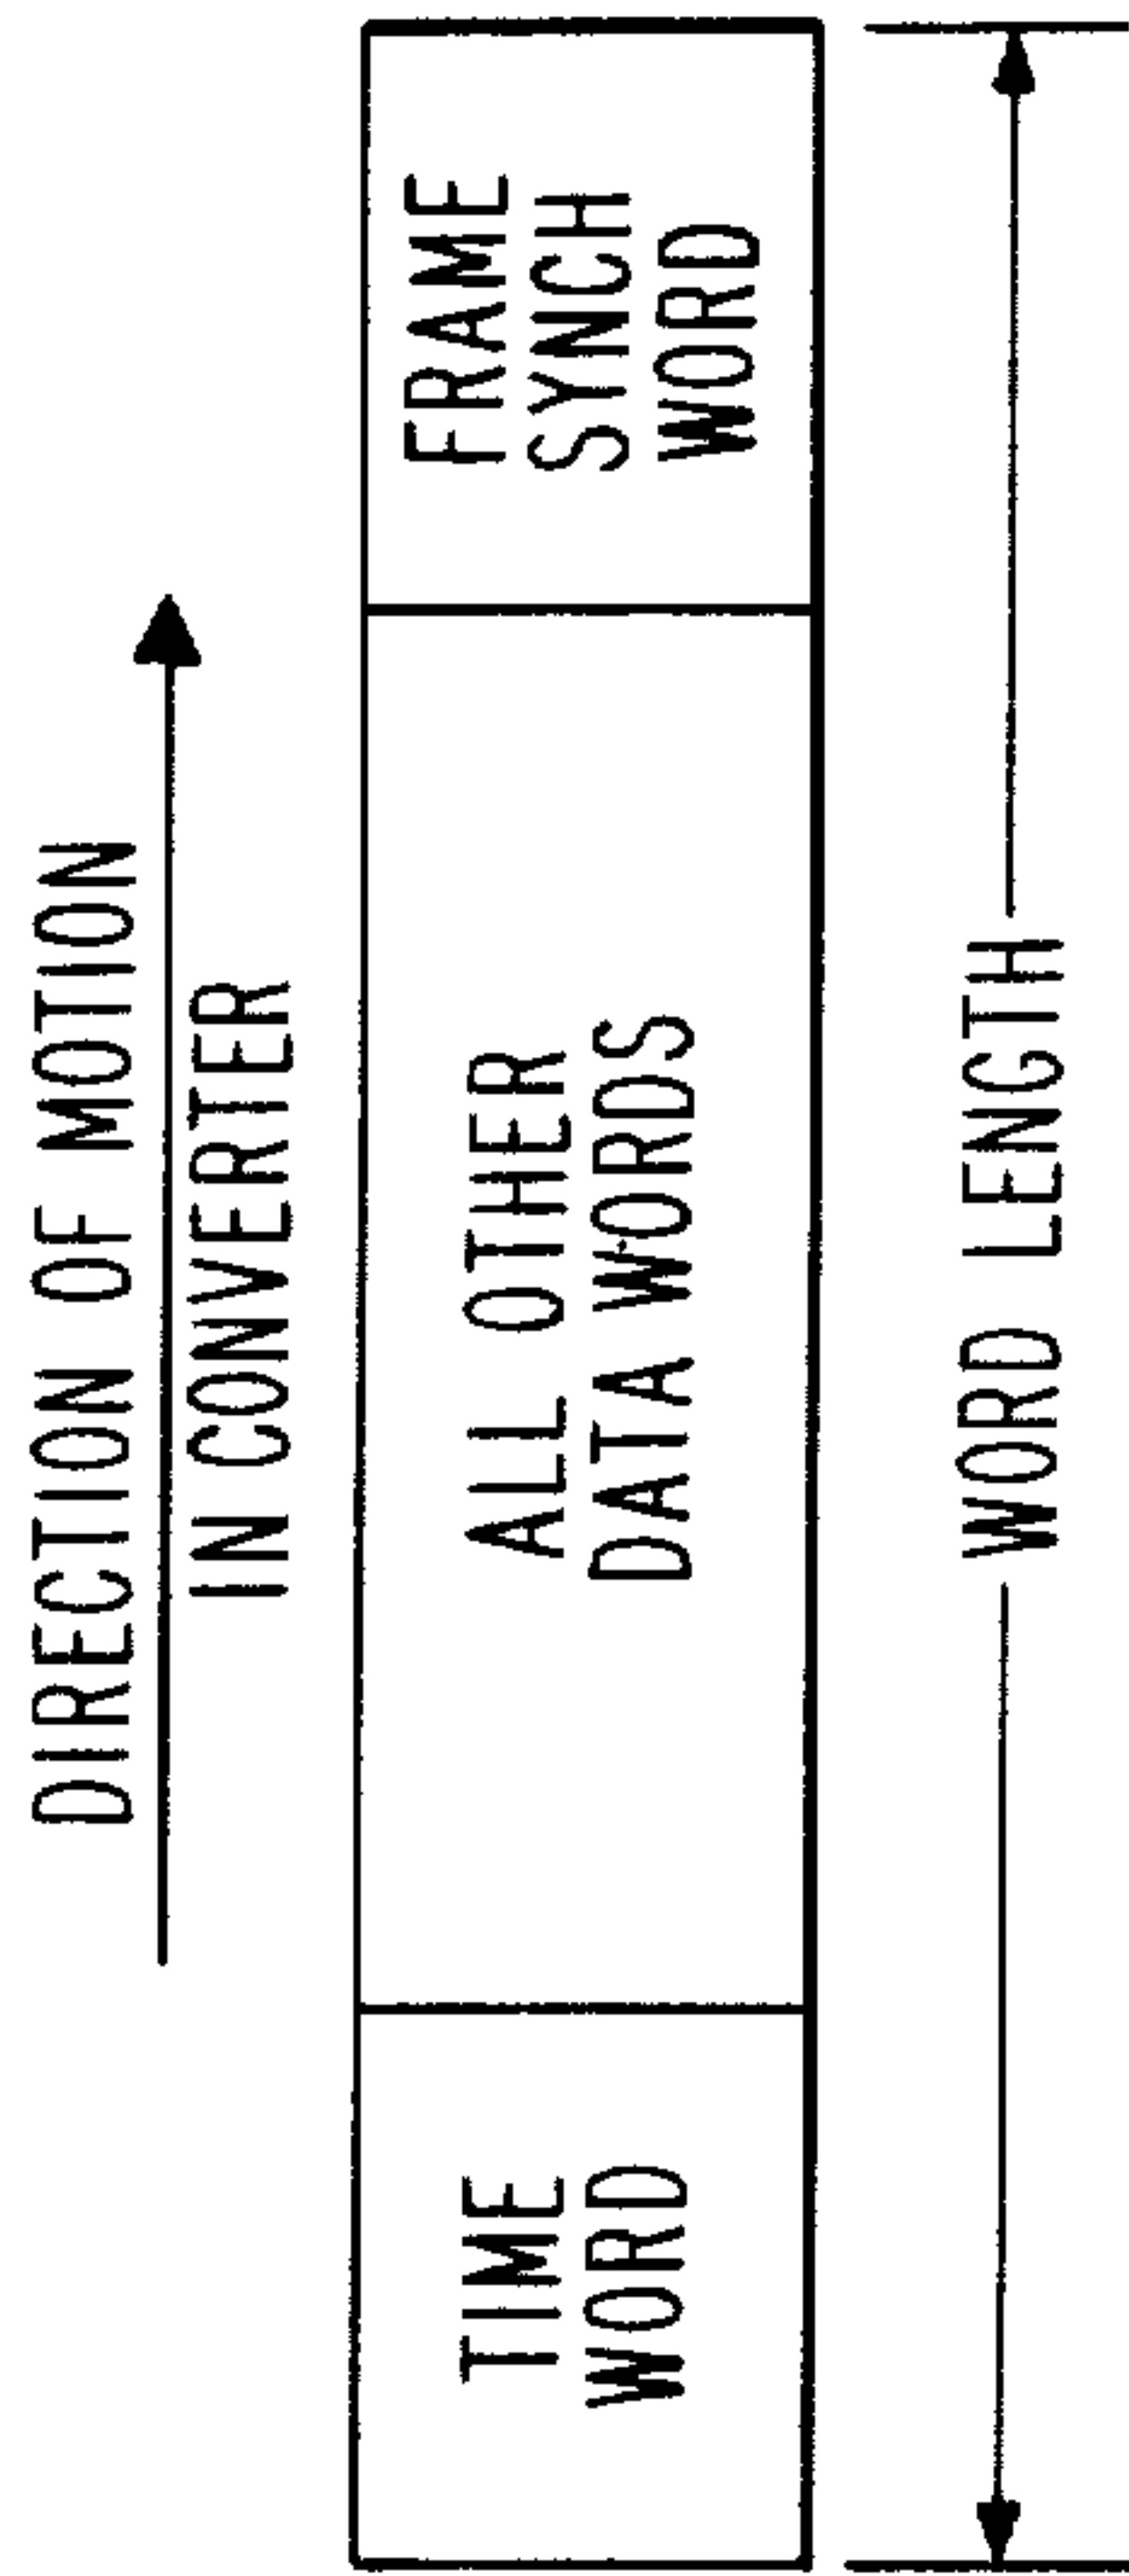 DIRECTION OF MOTION
IN CONVERTER
TIME
WORD
ALL OTHER
DATA WORDS
FRAME
SYNCH
WORD
WORD LENGTH